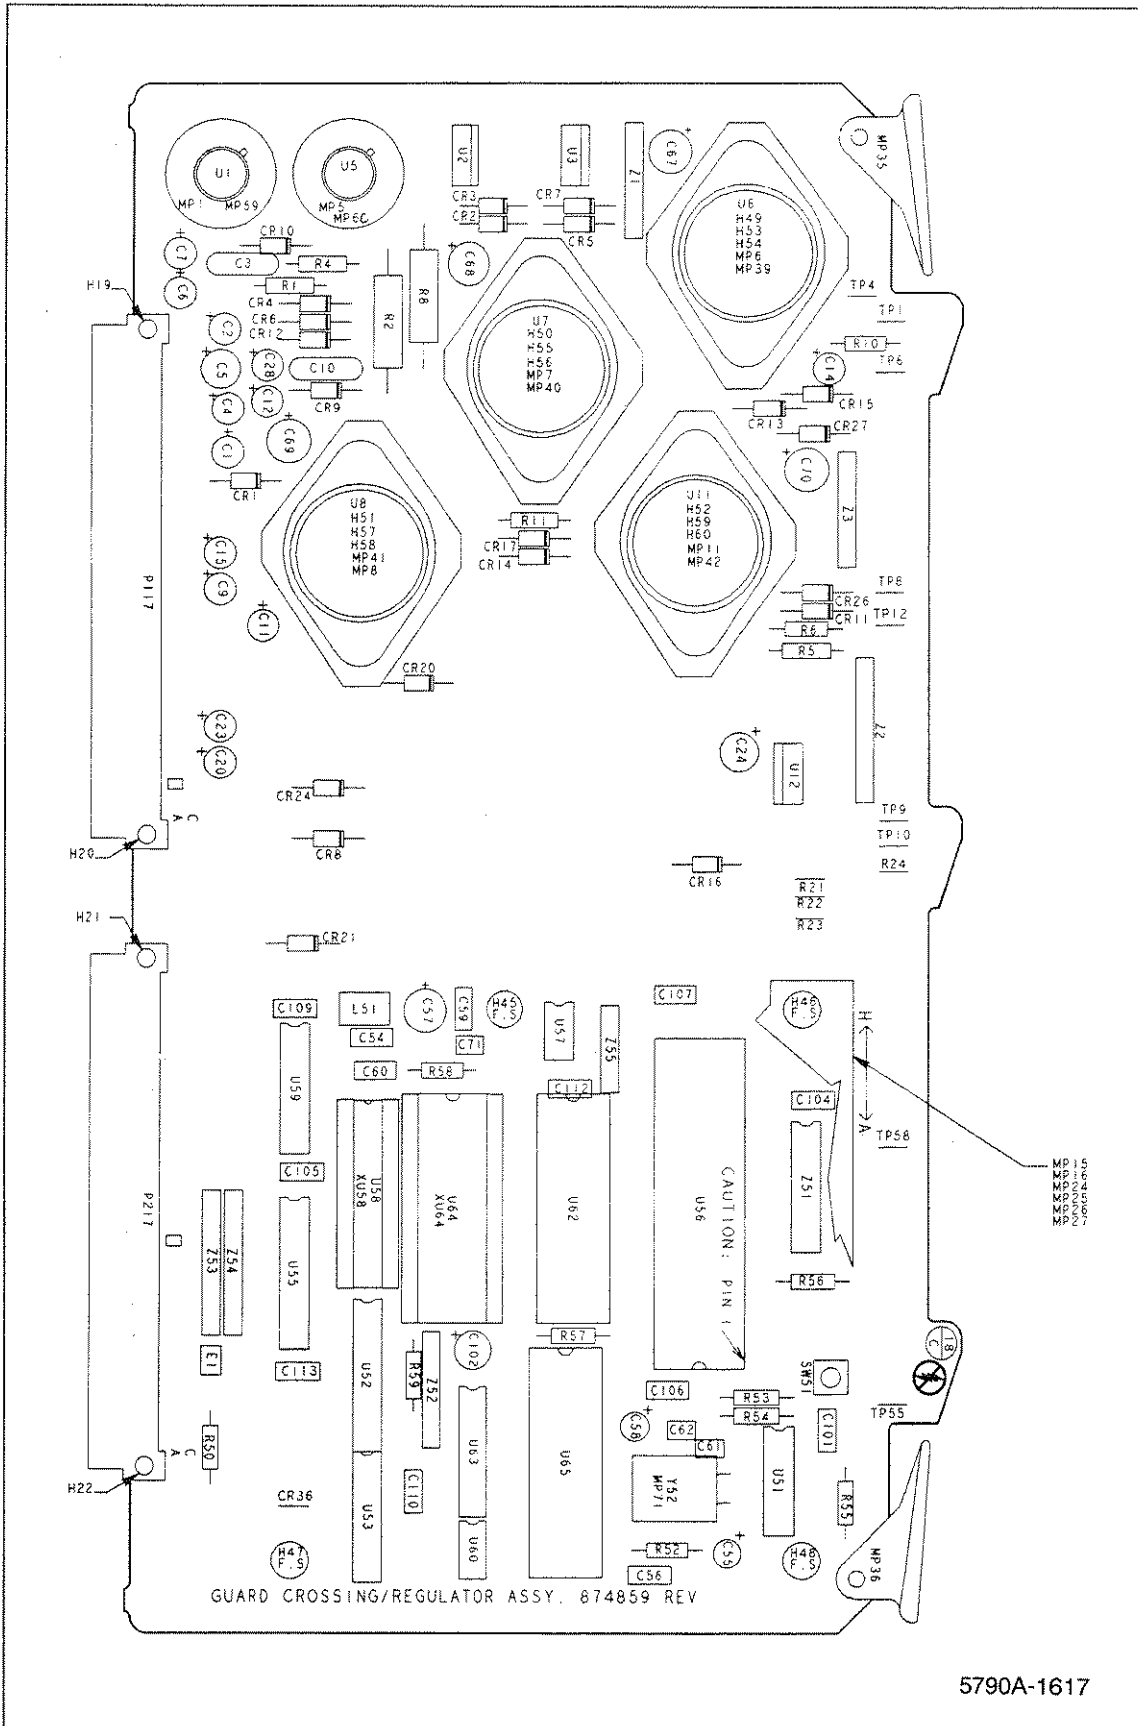 MP35
U1
MP1 MP59
U5
MP5
MP60
U2
U3
Z1
C67
U6
H49
H53
H54
MP6
MP39
CR3
CR2
CR7
CR5
CR10
C7
C3
R4
C6
R1
C68
R8
R2
CR4
CR6
CR12
C2
H19
TP4
TP1
R10
TP6
U7
H50
H55
H56
MP7
MP40
C5
C28
C10
C14
CR9
CR15
C4
C12
CR13
CR27
C1
C69
C70
CR1
Z3
U8
H51
H57
H58
MP41
MP8
U11
H52
H59
H60
MP11
MP42
R11
CR17
CR14
C15
C9
C11
P117
TP8
CR26
CR11
TP12
R6
R5
CR20
Z2
C23
C20
C24
U12
CR24
C
A
TP9
TP10
CR8
H20
R24
CR16
R21
R22
R23
H21
CR21
C109
L51
C57
C59
H45
F.S
C107
H46
F.S
H
A
C54
C71
U57
Z55
U59
C60
R58
C112
C104
TP58
MP15
MP16
MP24
MP25
MP26
MP27
C105
U58
XU58
U64
XU64
U62
U56
CAUTION: PIN 1
Z51
P217
Z53
Z54
U55
R56
E1
C113
U52
R59
Z52
C102
R57
18
C
SW51
C106
R53
R54
C58
C62
C61
C101
TP55
R50
C
A
U63
U65
Y52
MP71
U51
H22
CR36
U53
C110
R55
H47
F.S
U60
R52
C55
H48
F.S
MP36
C56
GUARD CROSSING/REGULATOR ASSY. 874859 REV
5790A-1617